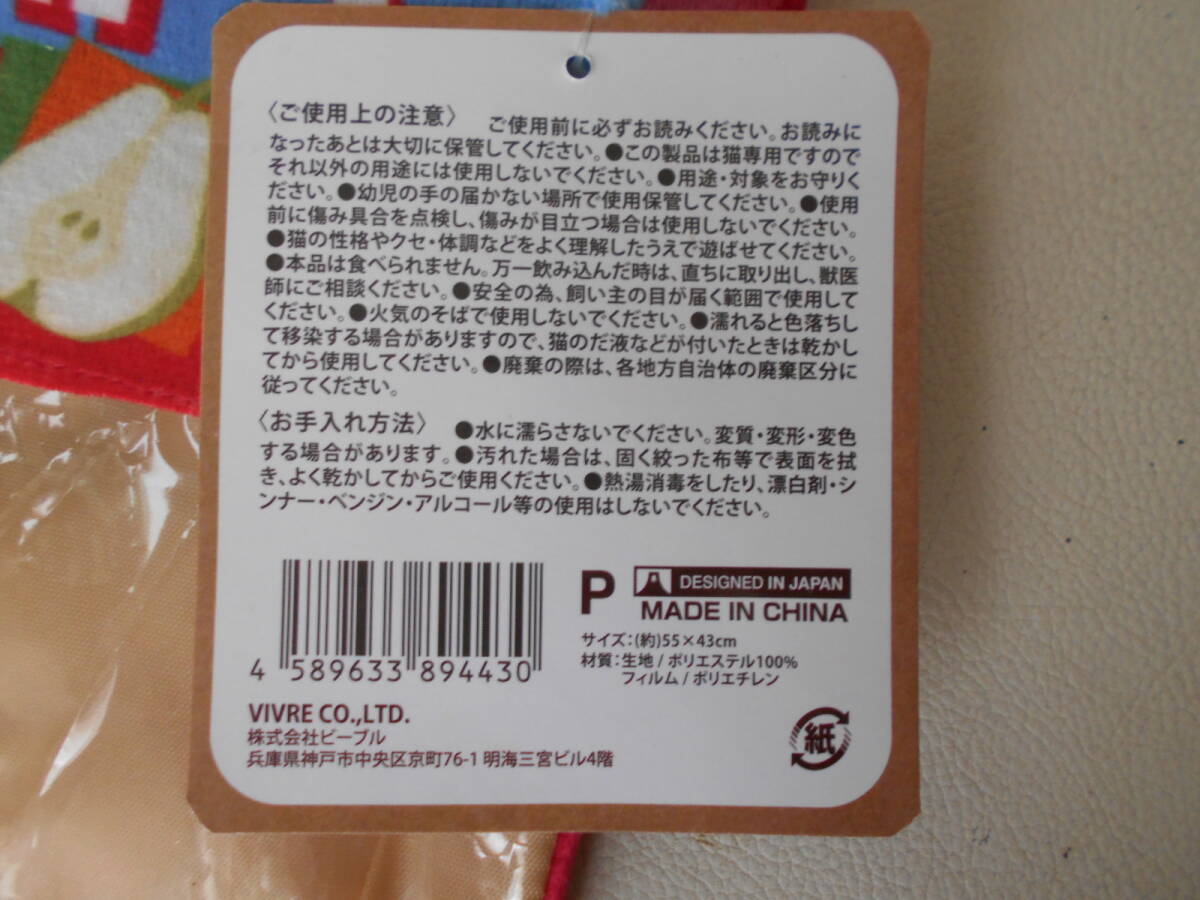 〈ご使用上の注意〉 ご使用前に必ずお読みください。お読みに
なったあとは大切に保管してください。●この製品は猫専用ですので
それ以外の用途には使用しないでください。●用途・対象をお守りく
ださい。●幼児の手の届かない場所で使用保管してください。●使用
前に傷み具合を点検し、傷みが目立つ場合は使用しないでください。
●猫の性格やクセ・体調などをよく理解したうえで遊ばせてください。
●本品は食べられません。万一飲み込んだ時は、直ちに取り出し、獣医
師にご相談ください。●安全の為、飼い主の目が届く範囲で使用して
ください。●火気のそばで使用しないでください。●濡れると色落ちし
て移染する場合がありますので、猫のだ液などが付いたときは乾かし
てから使用してください。●廃棄の際は、各地方自治体の廃棄区分に
従ってください。
〈お手入れ方法〉 ●水に濡らさないでください。変質・変形・変色
する場合があります。●汚れた場合は、固く絞った布等で表面を拭
き、よく乾かしてからご使用ください。●熱湯消毒をしたり、漂白剤・シ
ンナー・ベンジン・アルコール等の使用はしないでください。
4 589633 894430
P DESIGNED IN JAPAN
MADE IN CHINA
サイズ:(約)55×43cm
材質:生地/ポリエステル100%
フィルム/ポリエチレン
VIVRE CO.,LTD.
株式会社ビーブル
兵庫県神戸市中央区京町76-1 明海三宮ビル4階
紙